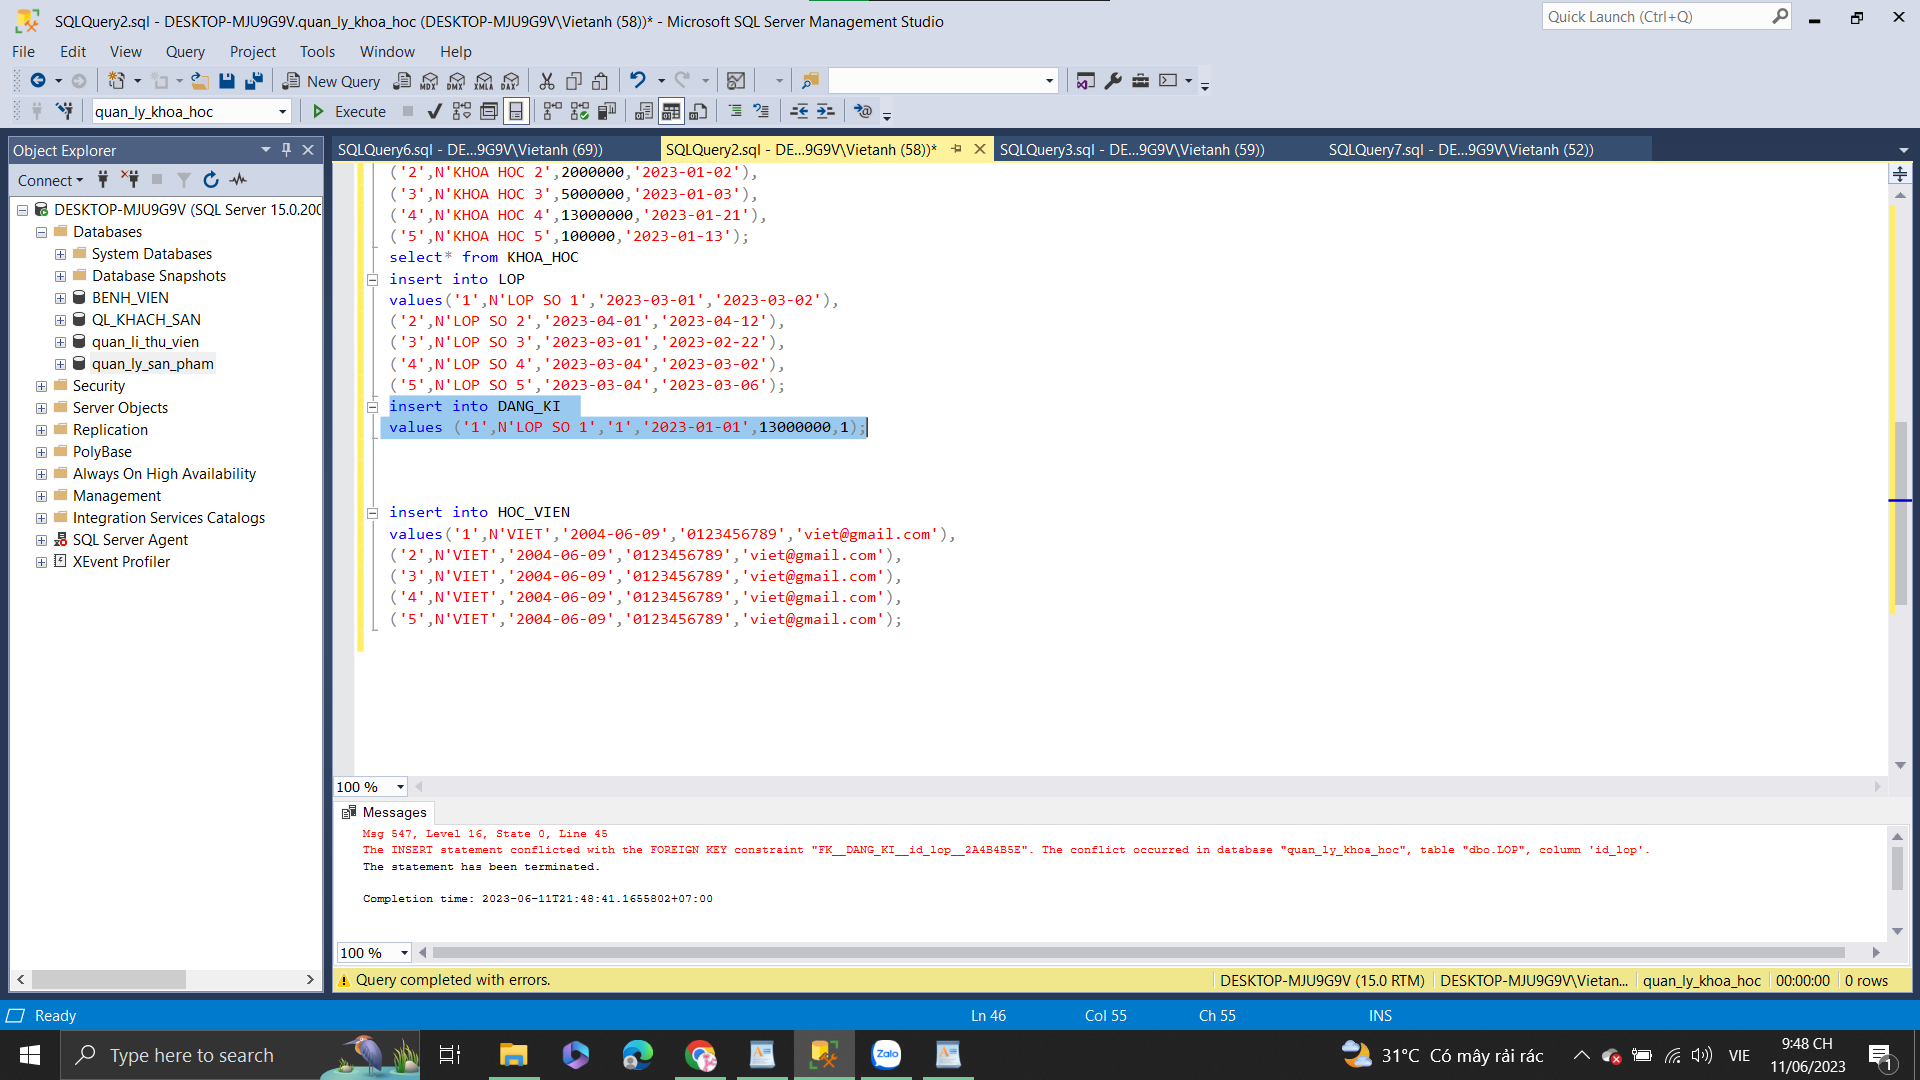 SQLQuery2.sql - DESKTOP-MJU9G9V.quan_ly_khoa_hoc (DESKTOP-MJU9G9V\Vietanh (58))* - Microsoft SQL Server Management Studio
Quick Launch (Ctrl+Q)
File Edit View Query Project Tools Window Help
New Query
MDX DMX XMLA DAX
quan_ly_khoa_hoc
Execute
Object Explorer
SQLQuery6.sql - DE...9G9V\Vietanh (69))
SQLQuery2.sql - DE...9G9V\Vietanh (58))*
SQLQuery3.sql - DE...9G9V\Vietanh (59))
SQLQuery7.sql - DE...9G9V\Vietanh (52))
Connect
DESKTOP-MJU9G9V (SQL Server 15.0.200
Databases
System Databases
Database Snapshots
BENH_VIEN
QL_KHACH_SAN
quan_li_thu_vien
quan_ly_san_pham
Security
Server Objects
Replication
PolyBase
Always On High Availability
Management
Integration Services Catalogs
SQL Server Agent
XEvent Profiler
('2',N'KHOA HOC 2',2000000,'2023-01-02'),
('3',N'KHOA HOC 3',5000000,'2023-01-03'),
('4',N'KHOA HOC 4',13000000,'2023-01-21'),
('5',N'KHOA HOC 5',100000,'2023-01-13');
select* from KHOA_HOC
insert into LOP
values('1',N'LOP SO 1','2023-03-01','2023-03-02'),
('2',N'LOP SO 2','2023-04-01','2023-04-12'),
('3',N'LOP SO 3','2023-03-01','2023-02-22'),
('4',N'LOP SO 4','2023-03-04','2023-03-02'),
('5',N'LOP SO 5','2023-03-04','2023-03-06');
insert into DANG_KI
values ('1',N'LOP SO 1','1','2023-01-01',13000000,1);
insert into HOC_VIEN
values('1',N'VIET','2004-06-09','0123456789','viet@gmail.com'),
('2',N'VIET','2004-06-09','0123456789','viet@gmail.com'),
('3',N'VIET','2004-06-09','0123456789','viet@gmail.com'),
('4',N'VIET','2004-06-09','0123456789','viet@gmail.com'),
('5',N'VIET','2004-06-09','0123456789','viet@gmail.com');
100 %
Messages
Msg 547, Level 16, State 0, Line 45
The INSERT statement conflicted with the FOREIGN KEY constraint "FK__DANG_KI__id_lop__2A4B4B5E". The conflict occurred in database "quan_ly_khoa_hoc", table "dbo.LOP", column 'id_lop'.
The statement has been terminated.
Completion time: 2023-06-11T21:48:41.1655802+07:00
100 %
Query completed with errors.
DESKTOP-MJU9G9V (15.0 RTM)
DESKTOP-MJU9G9V\Vietan...
quan_ly_khoa_hoc
00:00:00
0 rows
Ready
Ln 46
Col 55
Ch 55
INS
Type here to search
Zalo
31°C Có mây rải rác
VIE
9:48 CH
11/06/2023
1